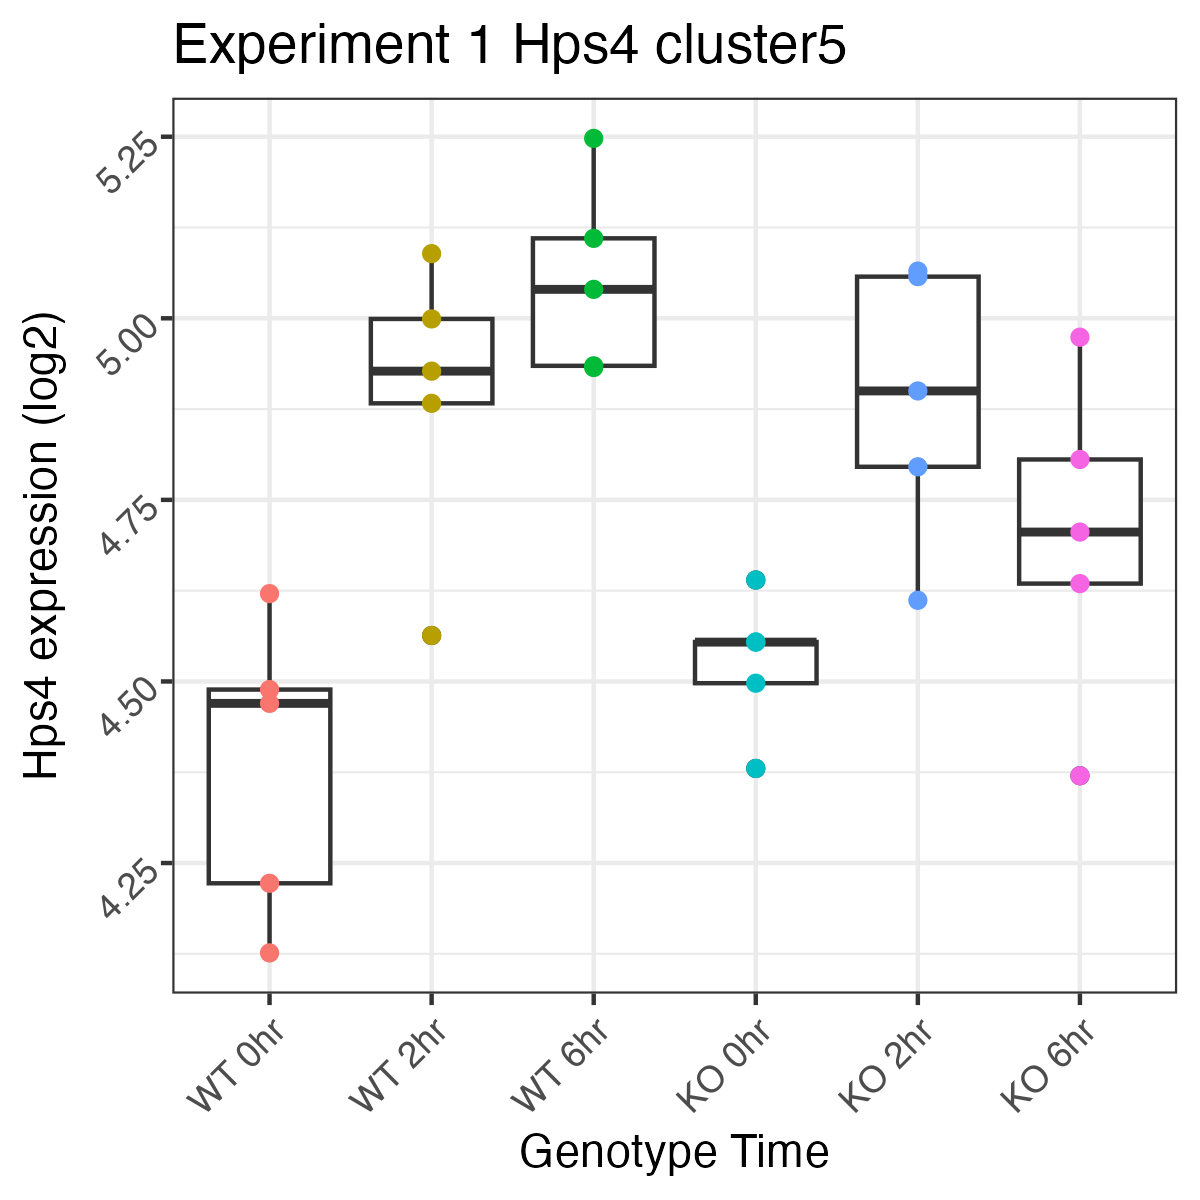 Experiment 1 Hps4 cluster5
Hps4 expression (log2)
5.25
5.00
4.75
4.50
4.25
WT 0hr
WT 2hr
WT 6hr
KO 0hr
KO 2hr
KO 6hr
Genotype Time